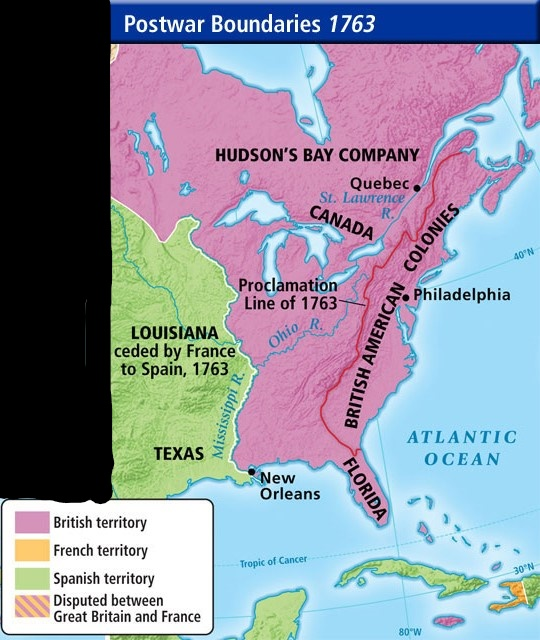 Postwar Boundaries 1763
HUDSON'S BAY COMPANY
Quebec
St. Lawrence
R.
CANADA
BRITISH AMERICAN COLONIES
40°N
Proclamation
Line of 1763
Philadelphia
LOUISIANA
ceded by France
to Spain, 1763
Ohio R.
Mississippi R.
ATLANTIC
OCEAN
TEXAS
New
Orleans
FLORIDA
British territory
French territory
Spanish territory
Disputed between
Great Britain and France
Tropic of Cancer
30°N
80°W